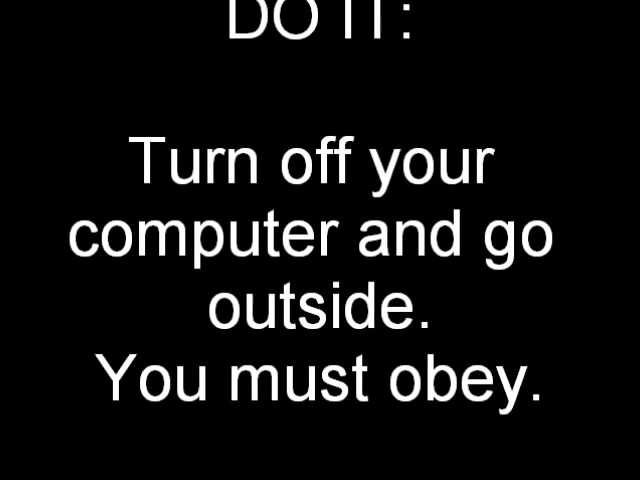 DO IT:
Turn off your
computer and go
outside.
You must obey.